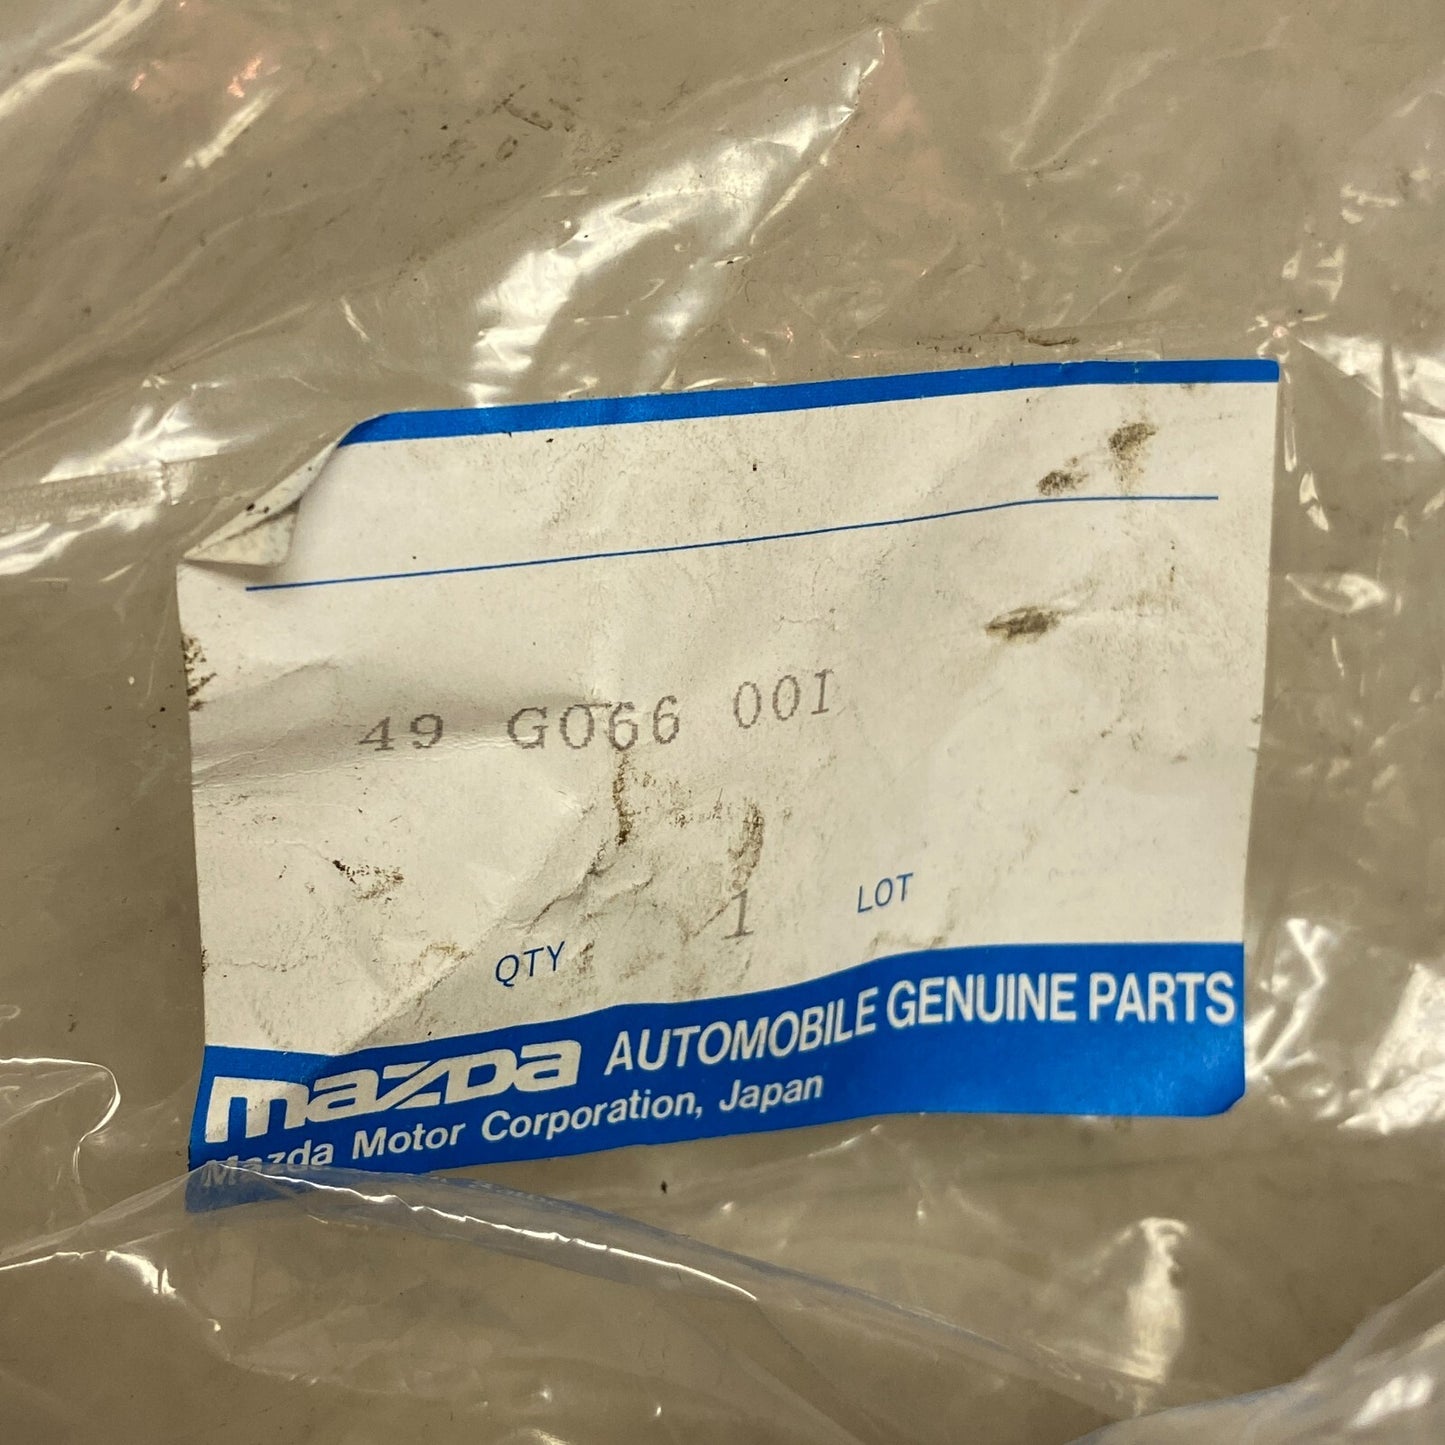 49 G066 001
QTY 1 LOT
mazda AUTOMOBILE GENUINE PARTS
Mazda Motor Corporation, Japan